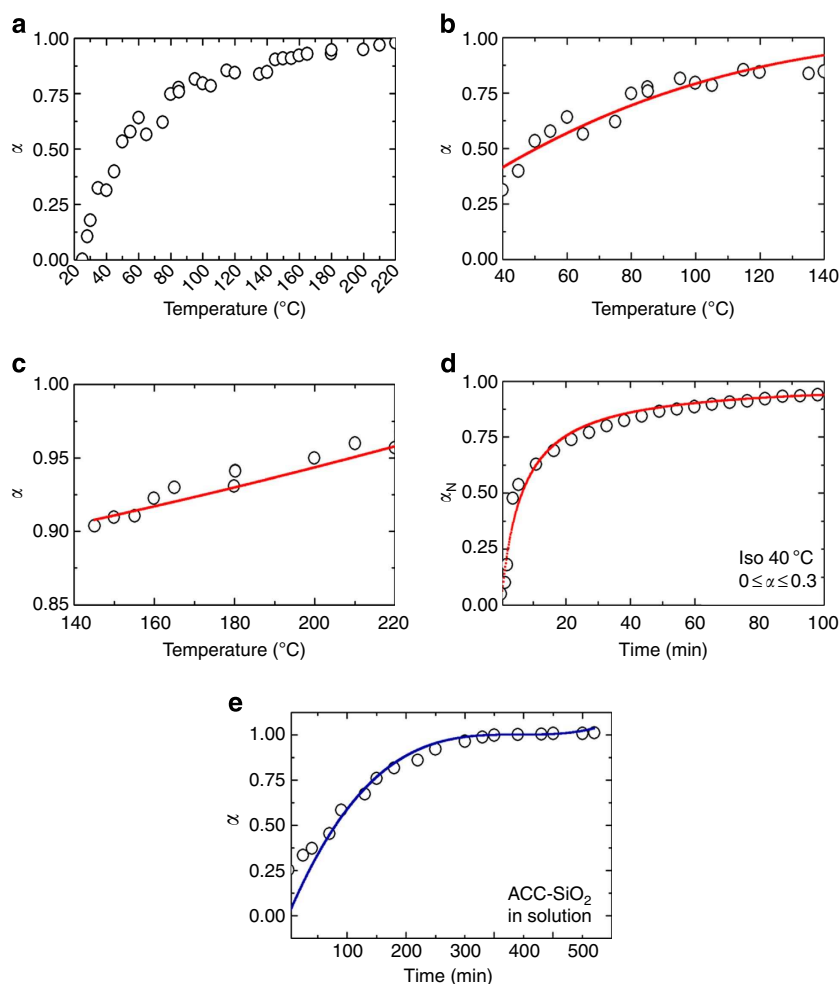 a
1.00
0.75
0.50
0.25
0.00
α
20 40 60 80 100 120 140 160 180 200 220
Temperature (°C)
b
1.00
0.75
0.50
0.25
0.00
α
40 60 80 100 120 140
Temperature (°C)
c
1.00
0.95
0.90
0.85
α
140 160 180 200 220
Temperature (°C)
d
1.00
0.75
0.50
0.25
0.00
αN
Iso 40 °C
0 ≤ α ≤ 0.3
20 40 60 80 100
Time (min)
e
1.00
0.75
0.50
0.25
0.00
α
ACC-SiO₂
in solution
100 200 300 400 500
Time (min)